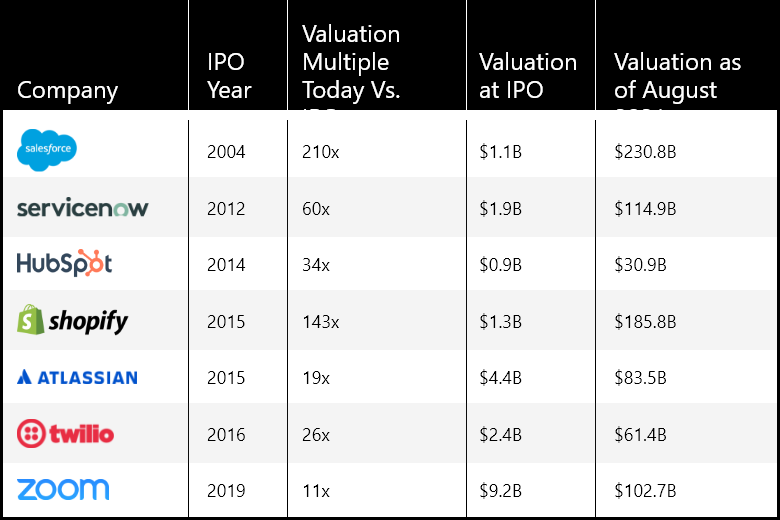 Company IPO Year Valuation Multiple Today Vs. Valuation at IPO Valuation as of August
salesforce 2004 210x $1.1B $230.8B
servicenow 2012 60x $1.9B $114.9B
HubSpot 2014 34x $0.9B $30.9B
shopify 2015 143x $1.3B $185.8B
ATLASSIAN 2015 19x $4.4B $83.5B
twilio 2016 26x $2.4B $61.4B
zoom 2019 11x $9.2B $102.7B